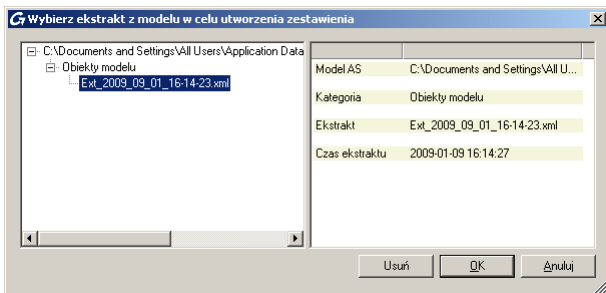 Wybierz ekstrakt z modelu w celu utworzenia zestawienia
C:\Documents and Settings\All Users\Application Data
Obiekty modelu
Ext_2009_09_01_16-14-23.xml
Model AS C:\Documents and Settings\All U...
Kategoria Obiekty modelu
Ekstrakt Ext_2009_09_01_16-14-23.xml
Czas ekstraktu 2009-01-09 16:14:27
Usuń OK Anuluj